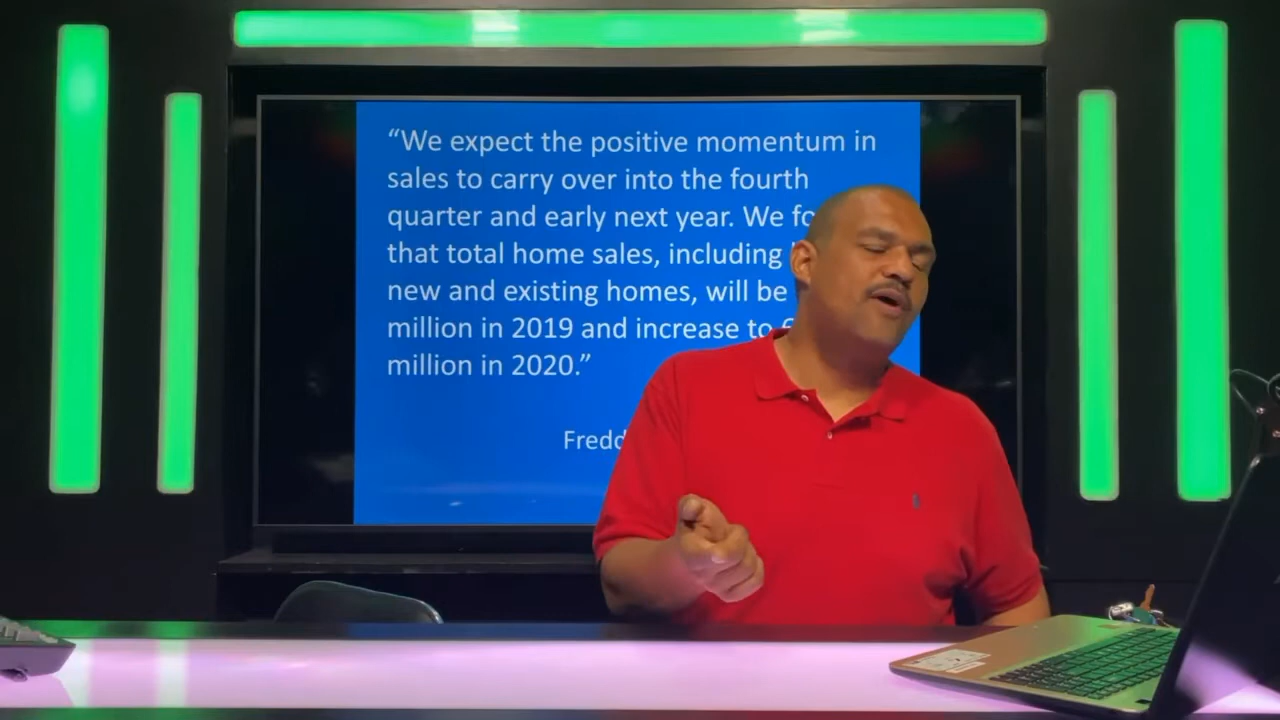 “We expect the positive momentum in
sales to carry over into the fourth
quarter and early next year. We
that total home sales, including
new and existing homes, will be
million in 2019 and increase to
million in 2020.”